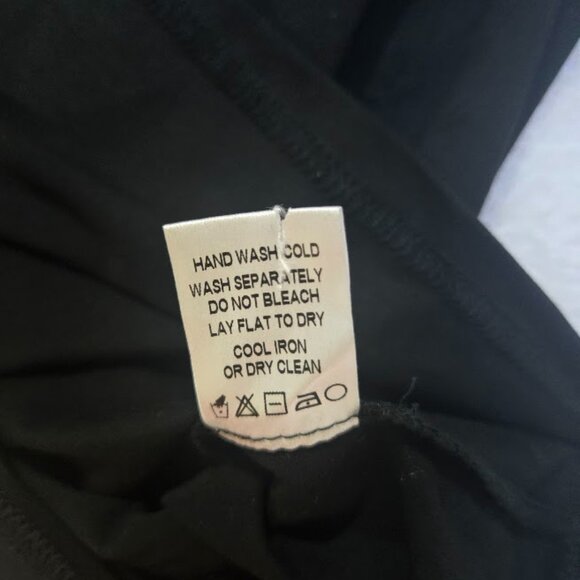 HAND WASH COLD
WASH SEPARATELY
DO NOT BLEACH
LAY FLAT TO DRY
COOL IRON
OR DRY CLEAN